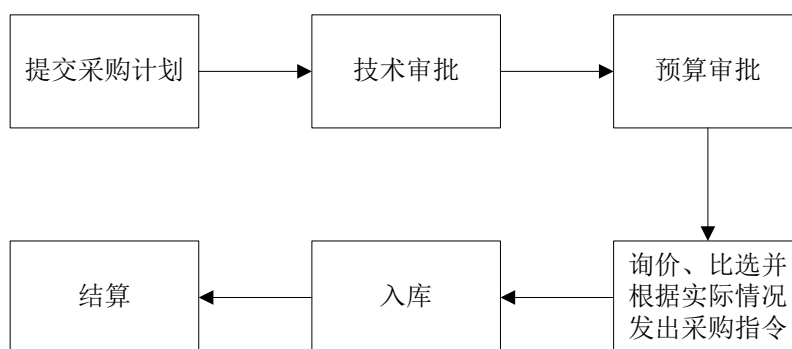 提交采购计划
技术审批
预算审批
询价、比选并
根据实际情况
发出采购指令
入库
结算